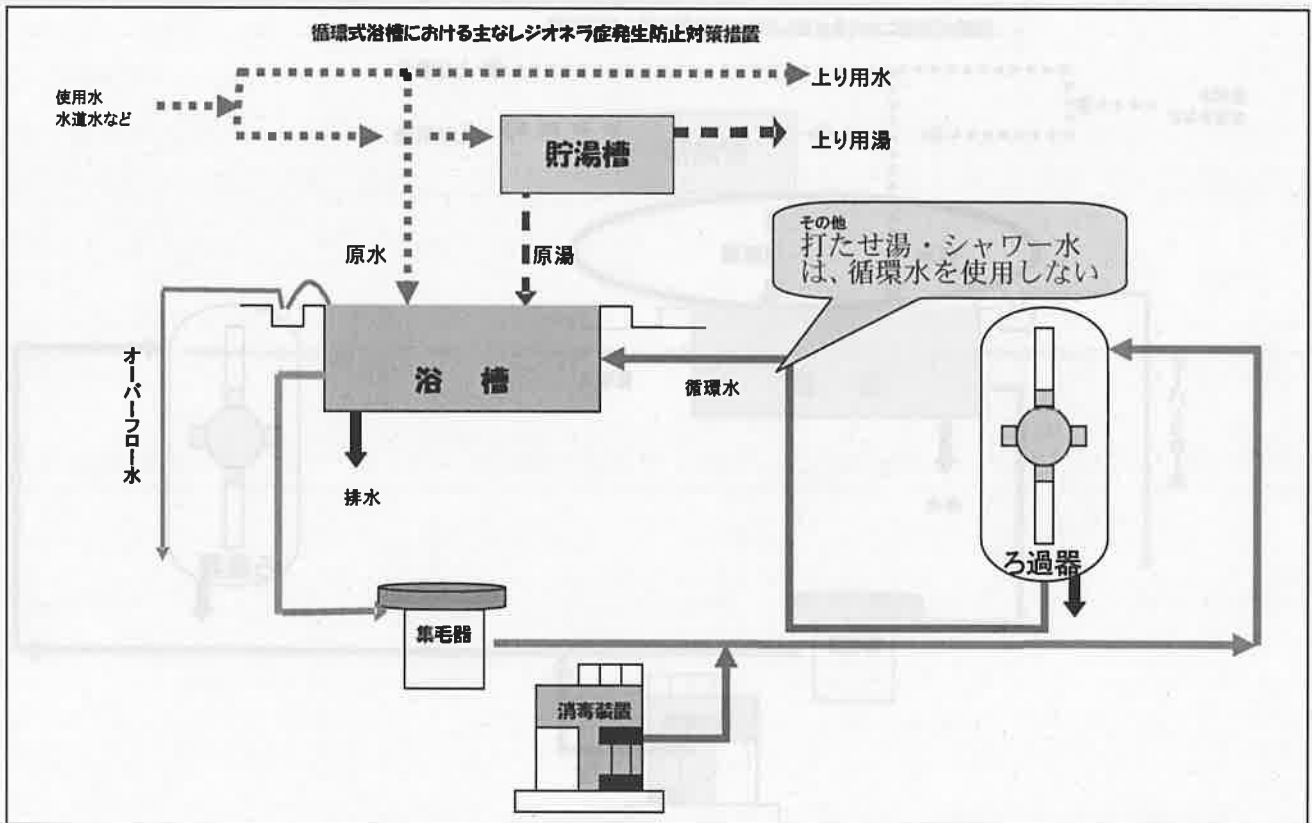 循環式浴槽における主なレジオネラ症発生防止対策措置
使用水
水道水など
上り用水
上り用湯
貯湯槽
原水
原湯
その他
打たせ湯・シャワー水
は、循環水を使用しない
オーバーフロー水
浴　槽
循環水
排水
ろ過器
集毛器
消毒装置